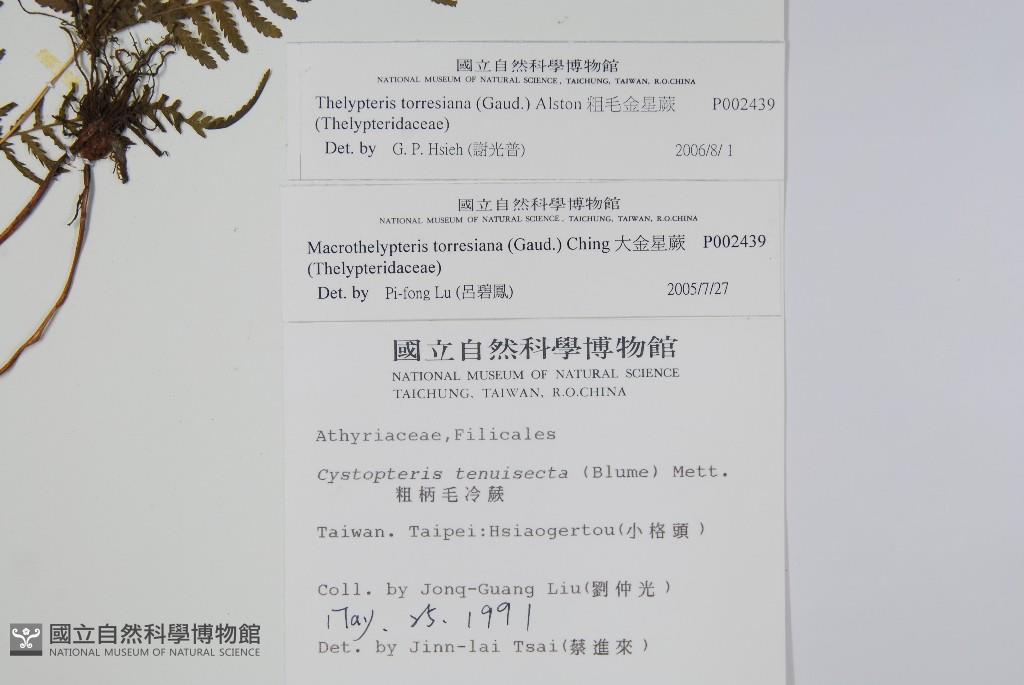 國立自然科學博物館
NATIONAL MUSEUM OF NATURAL SCIENCE, TAICHUNG, TAIWAN, R.O.CHINA
Thelypteris torresiana (Gaud.) Alston 粗毛金星蕨 P002439
(Thelypteridaceae)
Det. by G. P. Hsieh (謝光普) 2006/8/ 1
國立自然科學博物館
NATIONAL MUSEUM OF NATURAL SCIENCE, TAICHUNG, TAIWAN, R.O.CHINA
Macrothelypteris torresiana (Gaud.) Ching 大金星蕨 P002439
(Thelypteridaceae)
Det. by Pi-fong Lu (呂碧鳳) 2005/7/27
國立自然科學博物館
NATIONAL MUSEUM OF NATURAL SCIENCE
TAICHUNG, TAIWAN, R.O.CHINA
Athyriaceae,Filicales
Cystopteris tenuisecta (Blume) Mett.
粗柄毛冷蕨
Taiwan. Taipei:Hsiaogertou(小格頭)
Coll. by Jonq-Guang Liu(劉仲光)
May. 25. 1991
Det. by Jinn-lai Tsai(蔡進來)
國立自然科學博物館
NATIONAL MUSEUM OF NATURAL SCIENCE